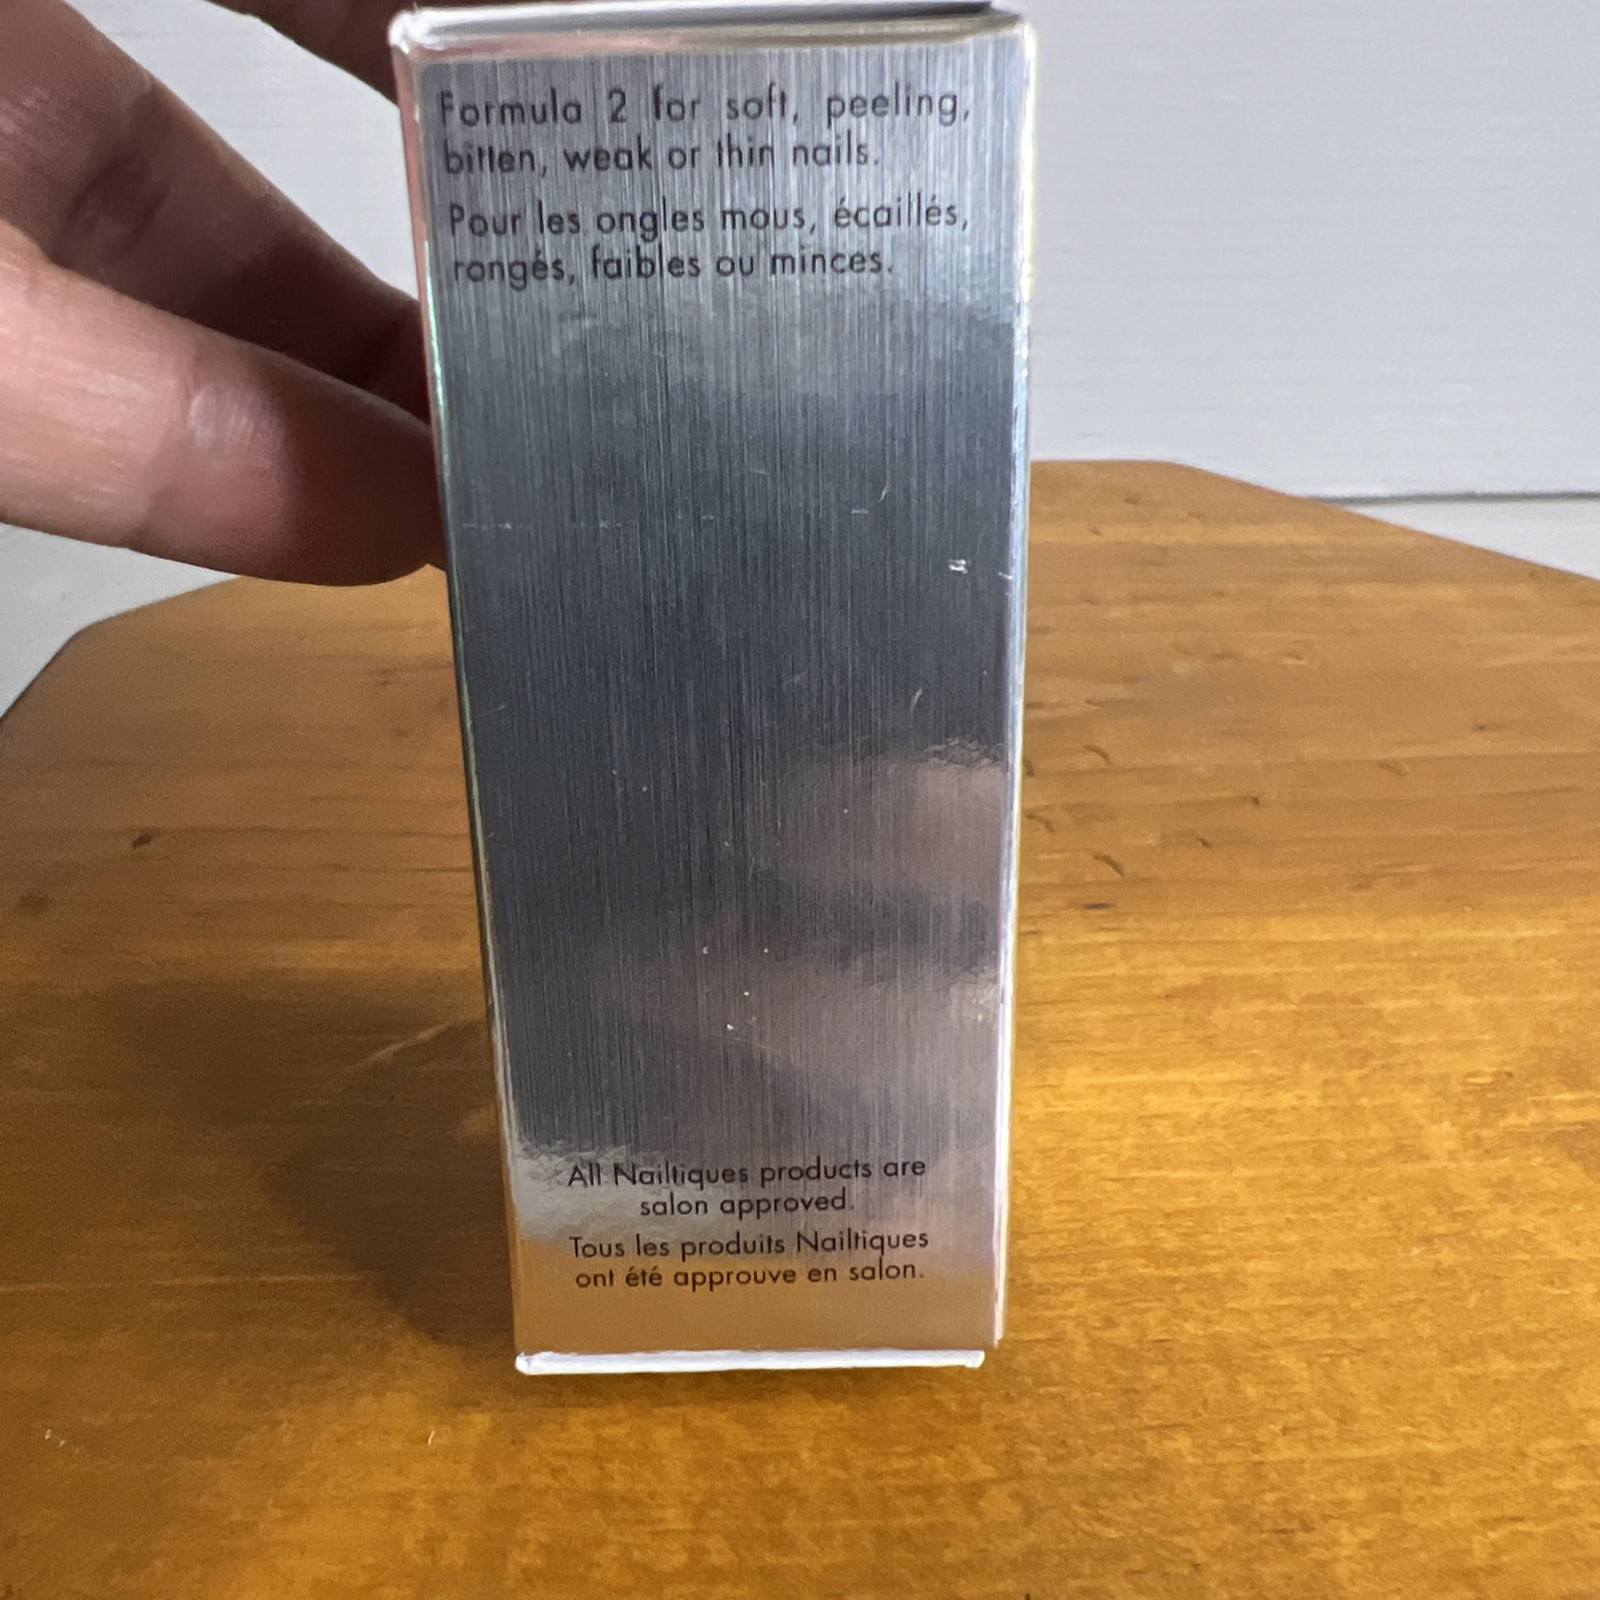 Formula 2 for soft, peeling,
bitten, weak or thin nails.
Pour les ongles mous, écaillés,
rongés, faibles ou minces.
All Nailtiques products are
salon approved.
Tous les produits Nailtiques
ont été approuve en salon.